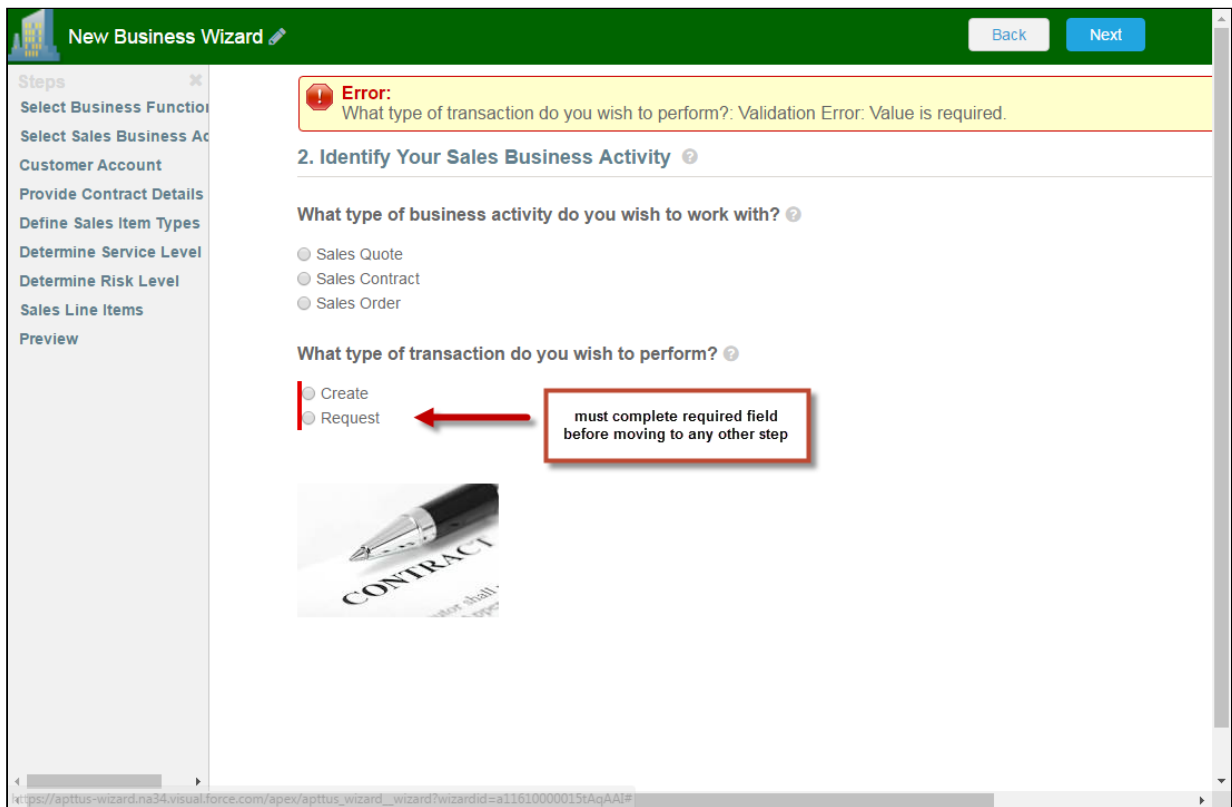 New Business Wizard
Back
Next
Steps
Select Business Function
Select Sales Business Ac
Customer Account
Provide Contract Details
Define Sales Item Types
Determine Service Level
Determine Risk Level
Sales Line Items
Preview
Error:
What type of transaction do you wish to perform?: Validation Error: Value is required.
2. Identify Your Sales Business Activity
What type of business activity do you wish to work with?
Sales Quote
Sales Contract
Sales Order
What type of transaction do you wish to perform?
Create
Request
must complete required field
before moving to any other step
CONTRACT
shall
https://apttus-wizard.na34.visual.force.com/apex/apttus_wizard__wizard?wizardid=a11610000015tAqAAI#